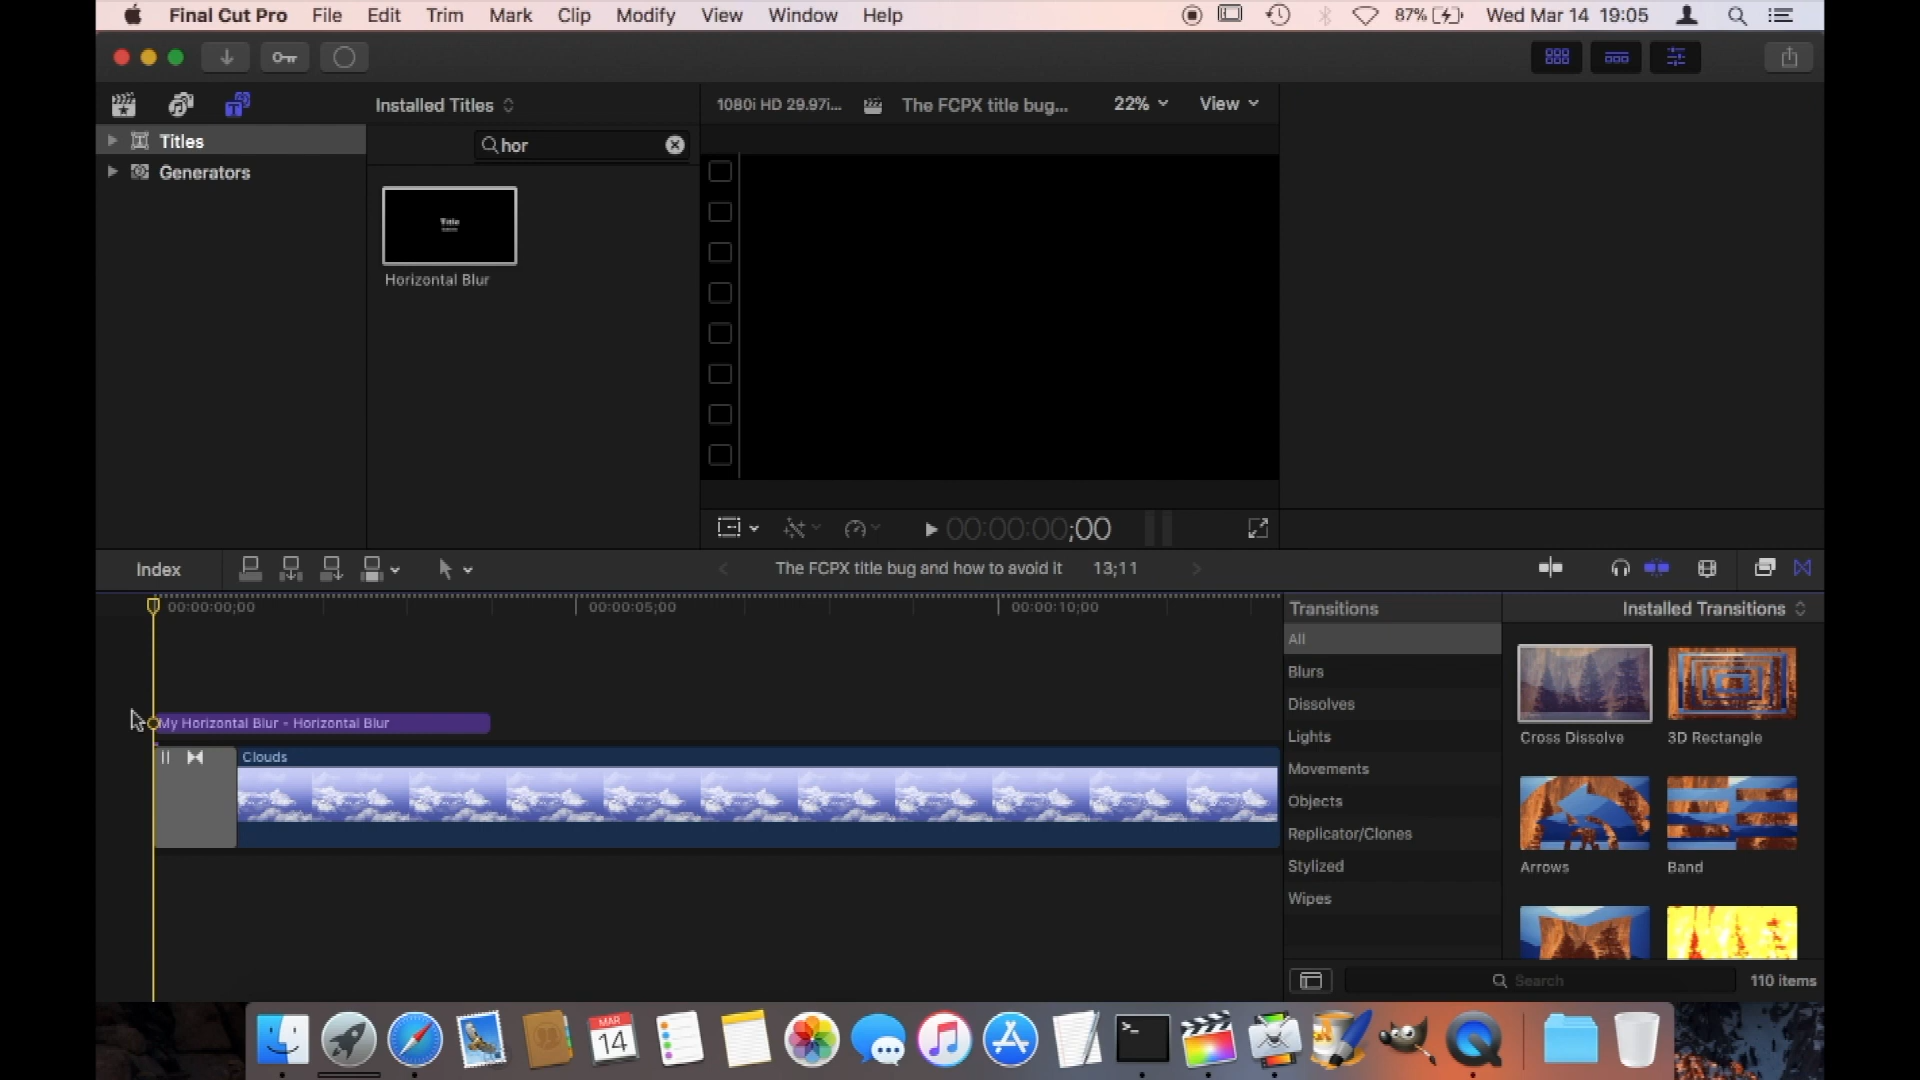 Final Cut Pro File Edit Trim Mark Clip Modify View Window Help 87% Wed Mar 14 19:05
Installed Titles
1080i HD 29.97i... The FCPX title bug... 22% View
Titles
hor
Generators
Title
Horizontal Blur
00:00:00;00
Index
The FCPX title bug and how to avoid it 13;11
00:00:00;00 00:00:05;00 00:00:10;00
My Horizontal Blur - Horizontal Blur
Clouds
Transitions
Installed Transitions
All
Blurs
Dissolves
Lights
Movements
Objects
Replicator/Clones
Stylized
Wipes
Cross Dissolve
3D Rectangle
Arrows
Band
Search
110 items
MAR
14